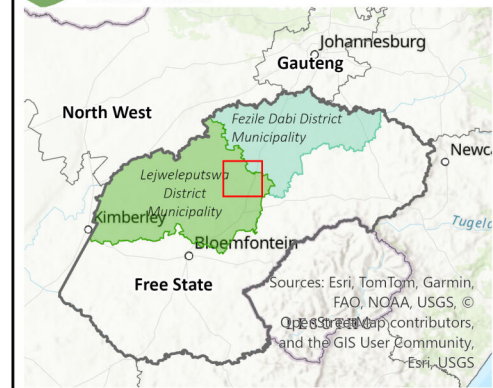 Johannesburg
Gauteng
North West
Fezile Dabi District
Municipality
Newca
Lejweleputswa
District
Municipality
Kimberley
Bloemfontein
Tugela
Free State
LESOTHO
Sources: Esri, TomTom, Garmin,
FAO, NOAA, USGS, ©
OpenStreetMap contributors,
and the GIS User Community,
Esri, USGS